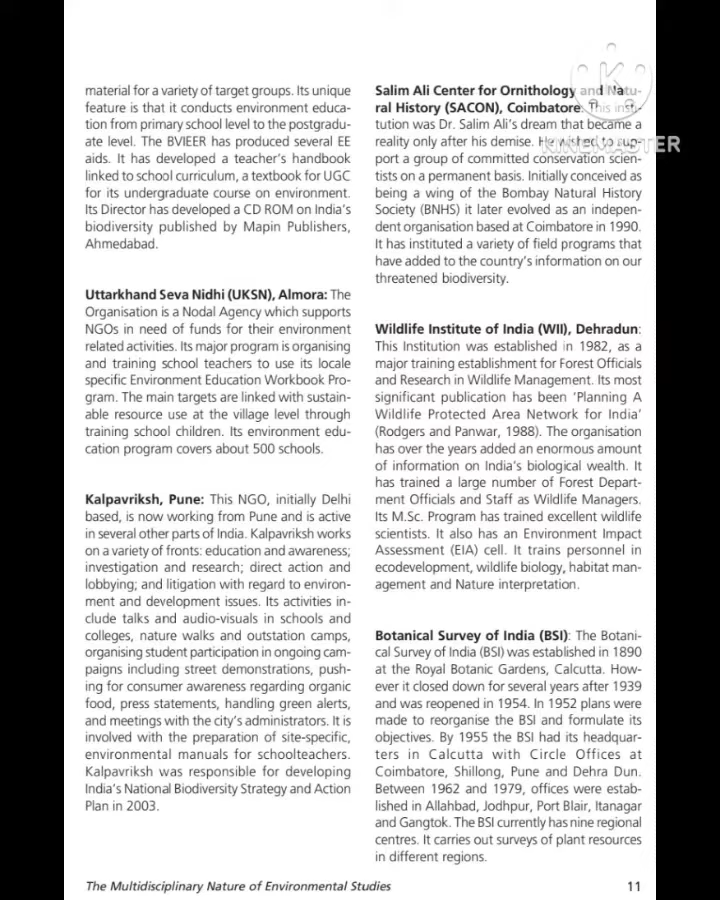 material for a variety of target groups. Its unique
feature is that it conducts environment educa-
tion from primary school level to the postgradu-
ate level. The BVIEER has produced several EE
aids. It has developed a teacher's handbook
linked to school curriculum, a textbook for UGC
for its undergraduate course on environment.
Its Director has developed a CD ROM on India's
biodiversity published by Mapin Publishers,
Ahmedabad.
Uttarkhand Seva Nidhi (UKSN), Almora: The
Organisation is a Nodal Agency which supports
NGOs in need of funds for their environment
related activities. Its major program is organising
and training school teachers to use its locale
specific Environment Education Workbook Pro-
gram. The main targets are linked with sustain-
able resource use at the village level through
training school children. Its environment edu-
cation program covers about 500 schools.
Kalpavriksh, Pune: This NGO, initially Delhi
based, is now working from Pune and is active
in several other parts of India. Kalpavriksh works
on a variety of fronts: education and awareness;
investigation and research; direct action and
lobbying; and litigation with regard to environ-
ment and development issues. Its activities in-
clude talks and audio-visuals in schools and
colleges, nature walks and outstation camps,
organising student participation in ongoing cam-
paigns including street demonstrations, push-
ing for consumer awareness regarding organic
food, press statements, handling green alerts,
and meetings with the city's administrators. It is
involved with the preparation of site-specific,
environmental manuals for schoolteachers.
Kalpavriksh was responsible for developing
India's National Biodiversity Strategy and Action
Plan in 2003.
Salim Ali Center for Ornithology and Natu-
ral History (SACON), Coimbatore: This insti-
tution was Dr. Salim Ali's dream that became a
reality only after his demise. He wished to sup-
port a group of committed conservation scien-
tists on a permanent basis. Initially conceived as
being a wing of the Bombay Natural History
Society (BNHS) it later evolved as an indepen-
dent organisation based at Coimbatore in 1990.
It has instituted a variety of field programs that
have added to the country's information on our
threatened biodiversity.
Wildlife Institute of India (WII), Dehradun:
This Institution was established in 1982, as a
major training establishment for Forest Officials
and Research in Wildlife Management. Its most
significant publication has been 'Planning A
Wildlife Protected Area Network for India'
(Rodgers and Panwar, 1988). The organisation
has over the years added an enormous amount
of information on India's biological wealth. It
has trained a large number of Forest Depart-
ment Officials and Staff as Wildlife Managers.
Its M.Sc. Program has trained excellent wildlife
scientists. It also has an Environment Impact
Assessment (EIA) cell. It trains personnel in
ecodevelopment, wildlife biology, habitat man-
agement and Nature interpretation.
Botanical Survey of India (BSI): The Botani-
cal Survey of India (BSI) was established in 1890
at the Royal Botanic Gardens, Calcutta. How-
ever it closed down for several years after 1939
and was reopened in 1954. In 1952 plans were
made to reorganise the BSI and formulate its
objectives. By 1955 the BSI had its headquar-
ters in Calcutta with Circle Offices at
Coimbatore, Shillong, Pune and Dehra Dun.
Between 1962 and 1979, offices were estab-
lished in Allahbad, Jodhpur, Port Blair, Itanagar
and Gangtok. The BSI currently has nine regional
centres. It carries out surveys of plant resources
in different regions.
The Multidisciplinary Nature of Environmental Studies
11
K
KINEMASTER